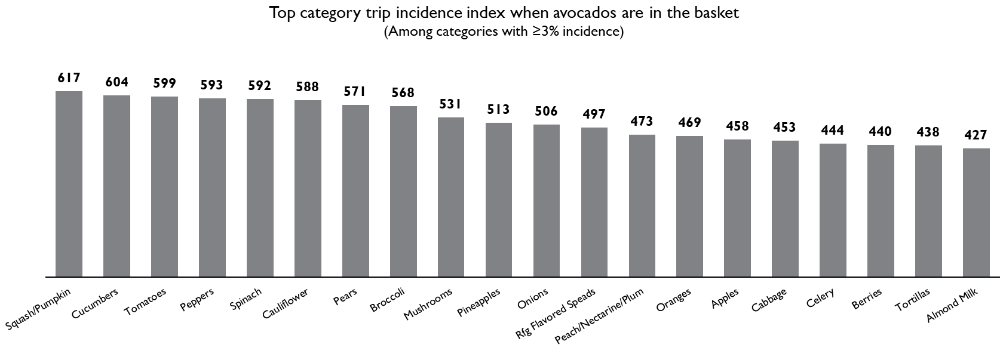 Top category trip incidence index when avocados are in the basket
(Among categories with ≥3% incidence)
617
604
599
593
592
588
571
568
531
513
506
497
473
469
458
453
444
440
438
427
Squash/Pumpkin
Cucumbers
Tomatoes
Peppers
Spinach
Cauliflower
Pears
Broccoli
Mushrooms
Pineapples
Onions
Rfg Flavored Speads
Peach/Nectarine/Plum
Oranges
Apples
Cabbage
Celery
Berries
Tortillas
Almond Milk